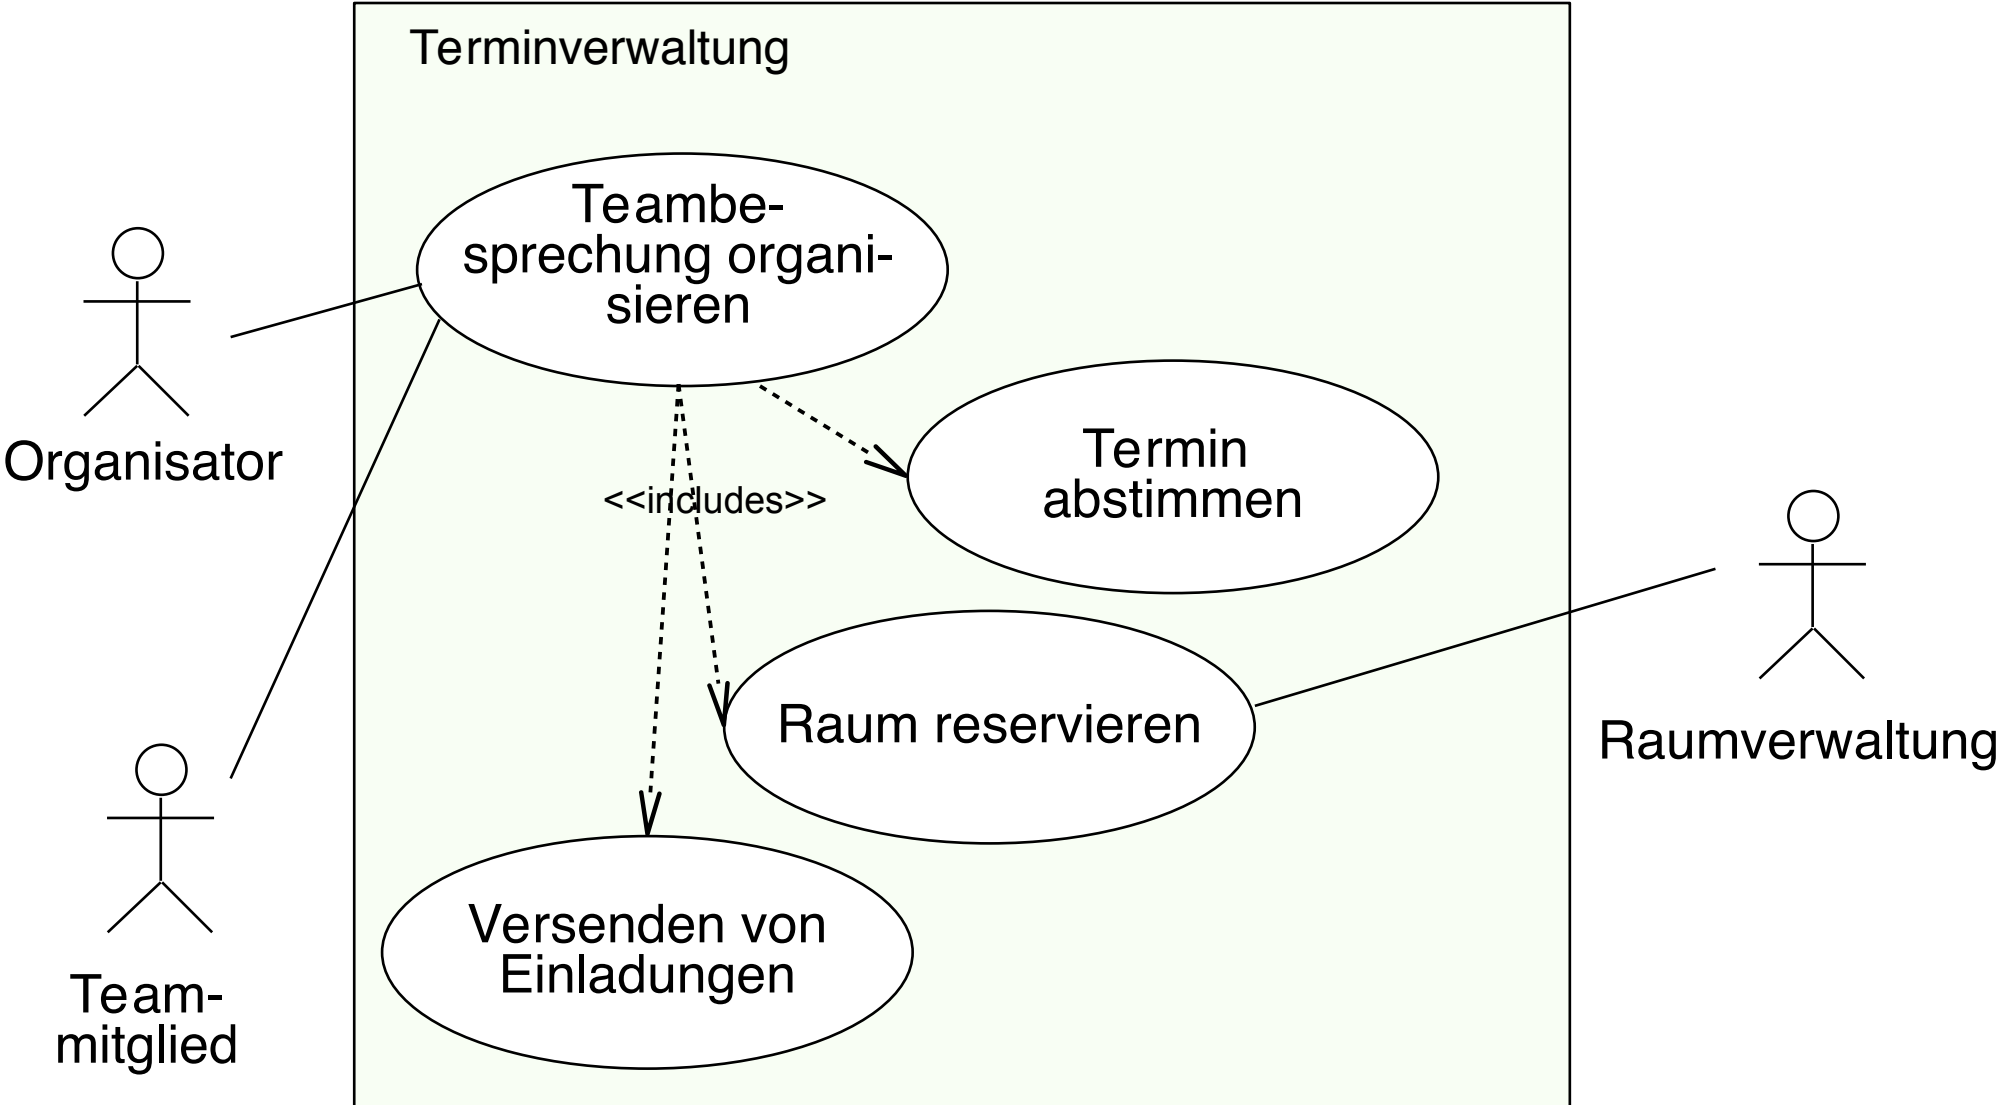 Terminverwaltung
Teambe-
sprechung organi-
sieren
Organisator
Termin
abstimmen
<<includes>>
Raum reservieren
Raumverwaltung
Versenden von
Einladungen
Team-
mitglied